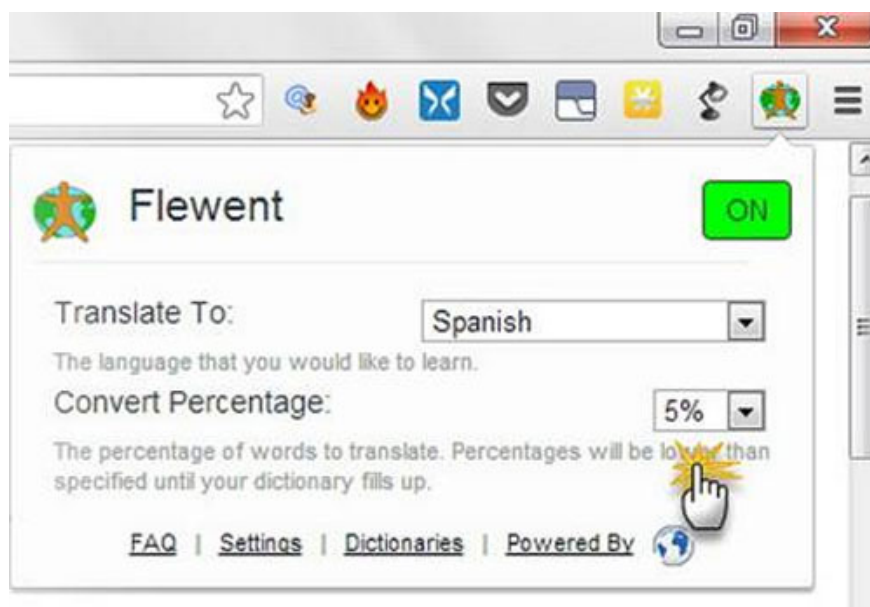 Flewent
ON
Translate To:
Spanish
The language that you would like to learn.
Convert Percentage:
5%
The percentage of words to translate. Percentages will be lower than
specified until your dictionary fills up.
FAQ | Settings | Dictionaries | Powered By